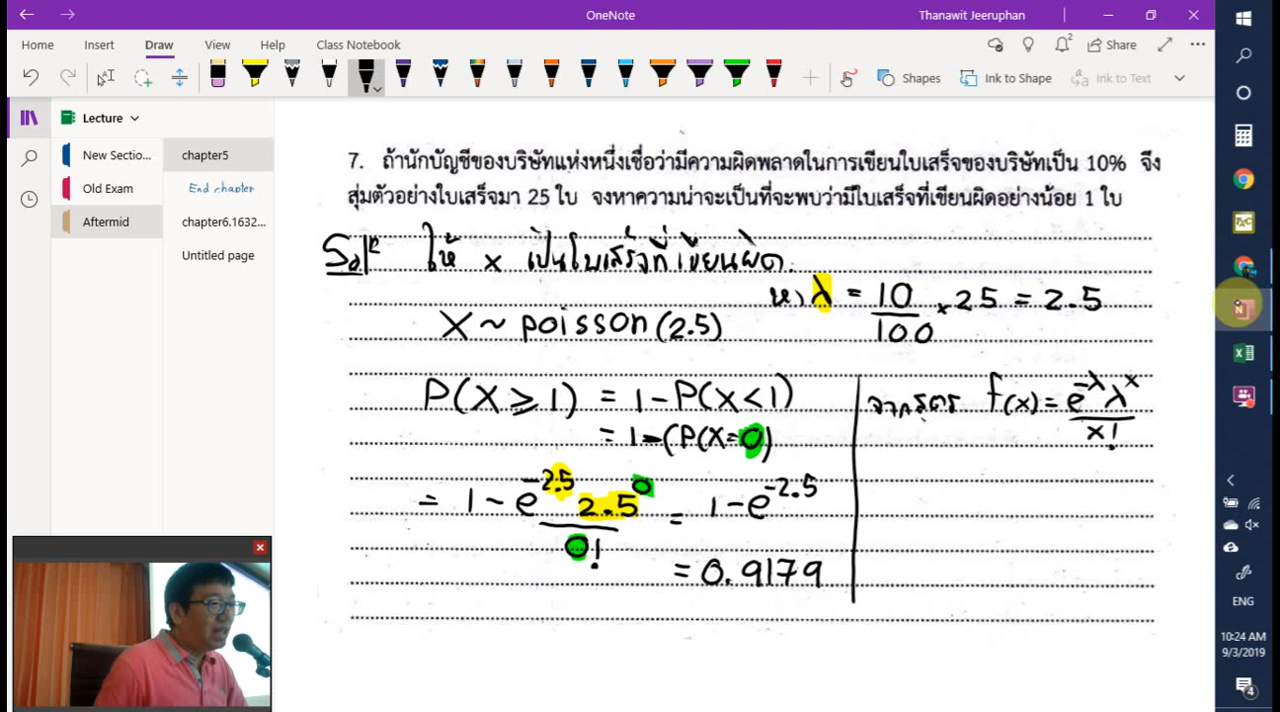 OneNote
Thanawit Jeeruphan
Home Insert Draw View Help Class Notebook
Share
Shapes
Ink to Shape
Ink to Text
Lecture
New Sectio...
Old Exam
Aftermid
chapter5
End chapter
chapter6.1632...
Untitled page
7. ถ้านักบัญชีของบริษัทแห่งหนึ่งเชื่อว่ามีความผิดพลาดในการเขียนใบเสร็จของบริษัทเป็น 10% จึง
สุ่มตัวอย่างใบเสร็จมา 25 ใบ จงหาความน่าจะเป็นที่จะพบว่ามีใบเสร็จที่เขียนผิดอย่างน้อย 1 ใบ
Solⁿ ให้ x เป็นใบเสร็จที่เขียนผิด.
หา λ = 10/100 × 25 = 2.5
X ~ poisson (2.5)
P(X ≥ 1) = 1 - P(X < 1)
= 1 - (P(X = 0)
= 1 - e^-2.5 2.5^0 / 0! = 1 - e^-2.5
= 0.9179
จากสูตร f(x) = e^-λ λ^x / x!
ENG
10:24 AM
9/3/2019
4